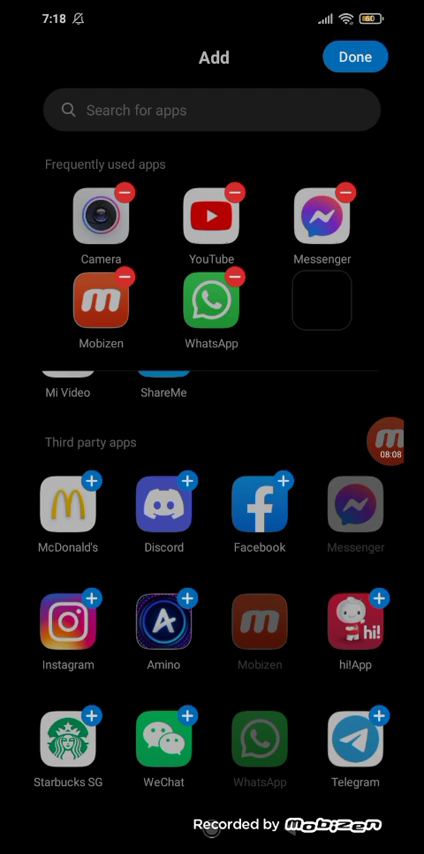 7:18
60
Add
Done
Search for apps
Frequently used apps
Camera YouTube Messenger
Mobizen WhatsApp
Mi Video ShareMe
Third party apps
08:08
McDonald's Discord Facebook Messenger
hi!
Instagram Amino Mobizen hi!App
Starbucks SG WeChat WhatsApp Telegram
Recorded by Mobizen